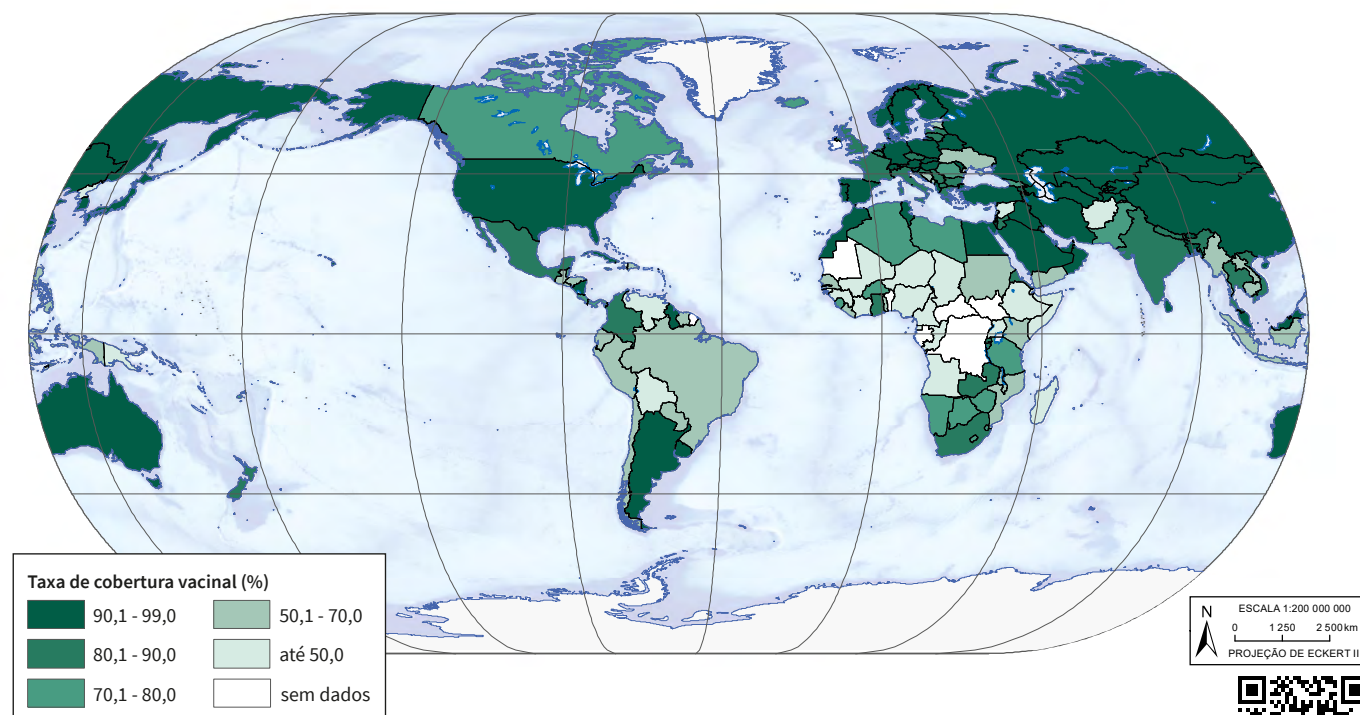 Taxa de cobertura vacinal (%)
90,1 - 99,0
80,1 - 90,0
70,1 - 80,0
50,1 - 70,0
até 50,0
sem dados
N
ESCALA 1:200 000 000
0 1 250 2 500 km
PROJEÇÃO DE ECKERT III